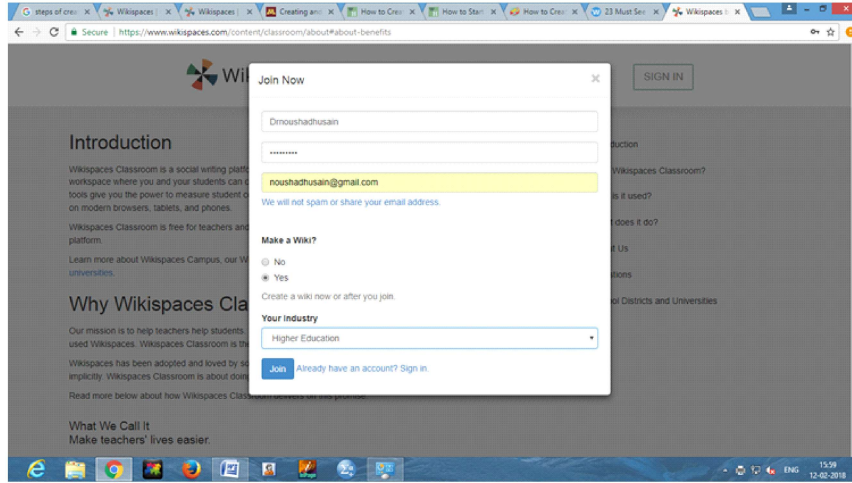 steps of crea
Wikispaces |
Wikispaces |
Creating and
How to Crea
How to Start
How to Crea
23 Must See
Wikispaces
Secure | https://www.wikispaces.com/content/classroom/about#about-benefits
Wiki
SIGN IN
Join Now
Drnoushadhusain
noushadhusain@gmail.com
We will not spam or share your email address.
Make a Wiki?
No
Yes
Create a wiki now or after you join.
Your Industry
Higher Education
Join Already have an account? Sign in.
Introduction
Wikispaces Classroom is a social writing platfo
workspace where you and your students can c
tools give you the power to measure student c
on modern browsers, tablets, and phones.
Wikispaces Classroom is free for teachers and
platform.
Learn more about Wikispaces Campus, our W
universities.
Why Wikispaces Cla
Our mission is to help teachers help students.
used Wikispaces. Wikispaces Classroom is the
Wikispaces has been adopted and loved by so
implicitly. Wikispaces Classroom is about doing
Read more below about how Wikispaces Classroom delivers on this promise.
What We Call It
Make teachers' lives easier.
duction
Wikispaces Classroom?
is it used?
does it do?
t Us
tions
ol Districts and Universities
ENG
15:59
12-02-2018